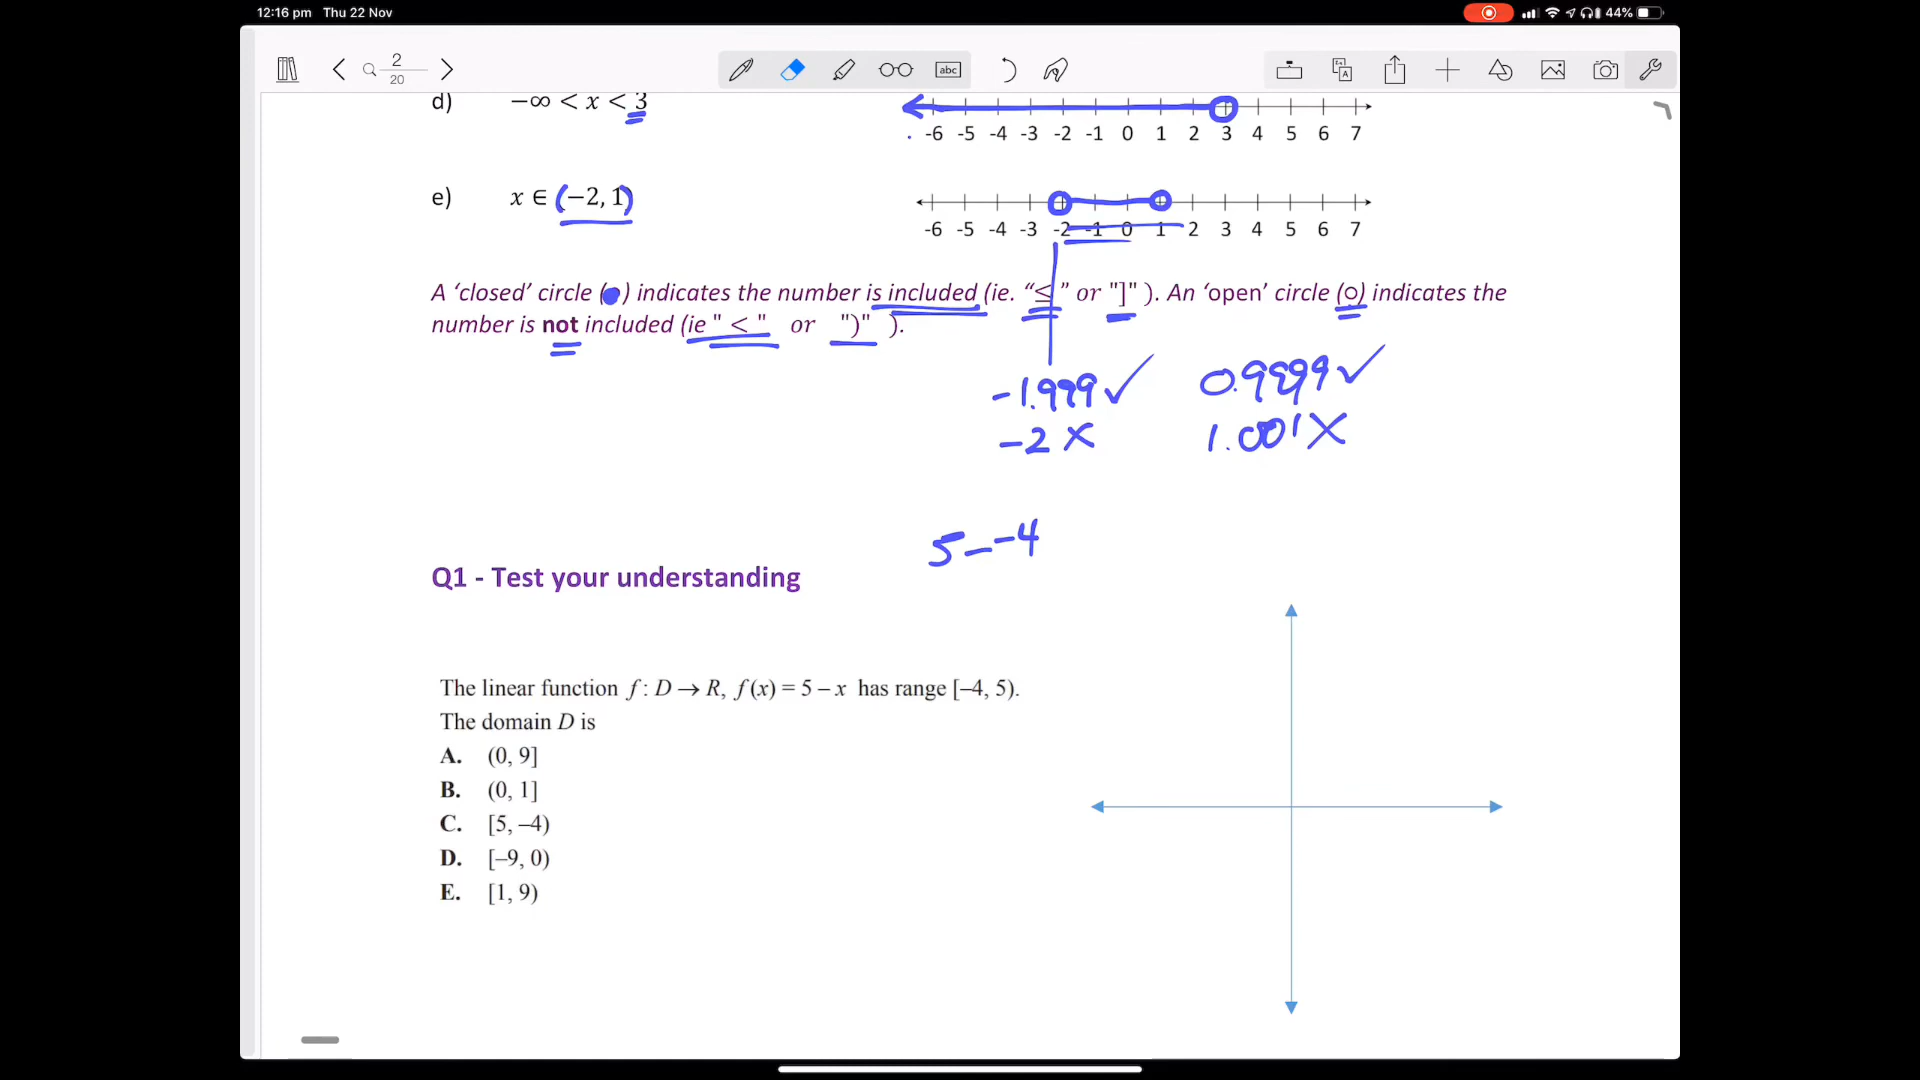 12:16 pm Thu 22 Nov
44%
2
20
abc
d) −∞ < x < 3
-6 -5 -4 -3 -2 -1 0 1 2 3 4 5 6 7
e) x ∈ (−2, 1)
-6 -5 -4 -3 -2 -1 0 1 2 3 4 5 6 7
A ‘closed’ circle (●) indicates the number is included (ie. “≤ ” or "]" ). An ‘open’ circle (○) indicates the
number is not included (ie " < " or ")" ).
-1.999 ✓ 0.9999 ✓
-2 X 1.001 X
5 - -4
Q1 - Test your understanding
The linear function f : D → R, f (x) = 5 – x has range [–4, 5).
The domain D is
A. (0, 9]
B. (0, 1]
C. [5, –4)
D. [–9, 0)
E. [1, 9)